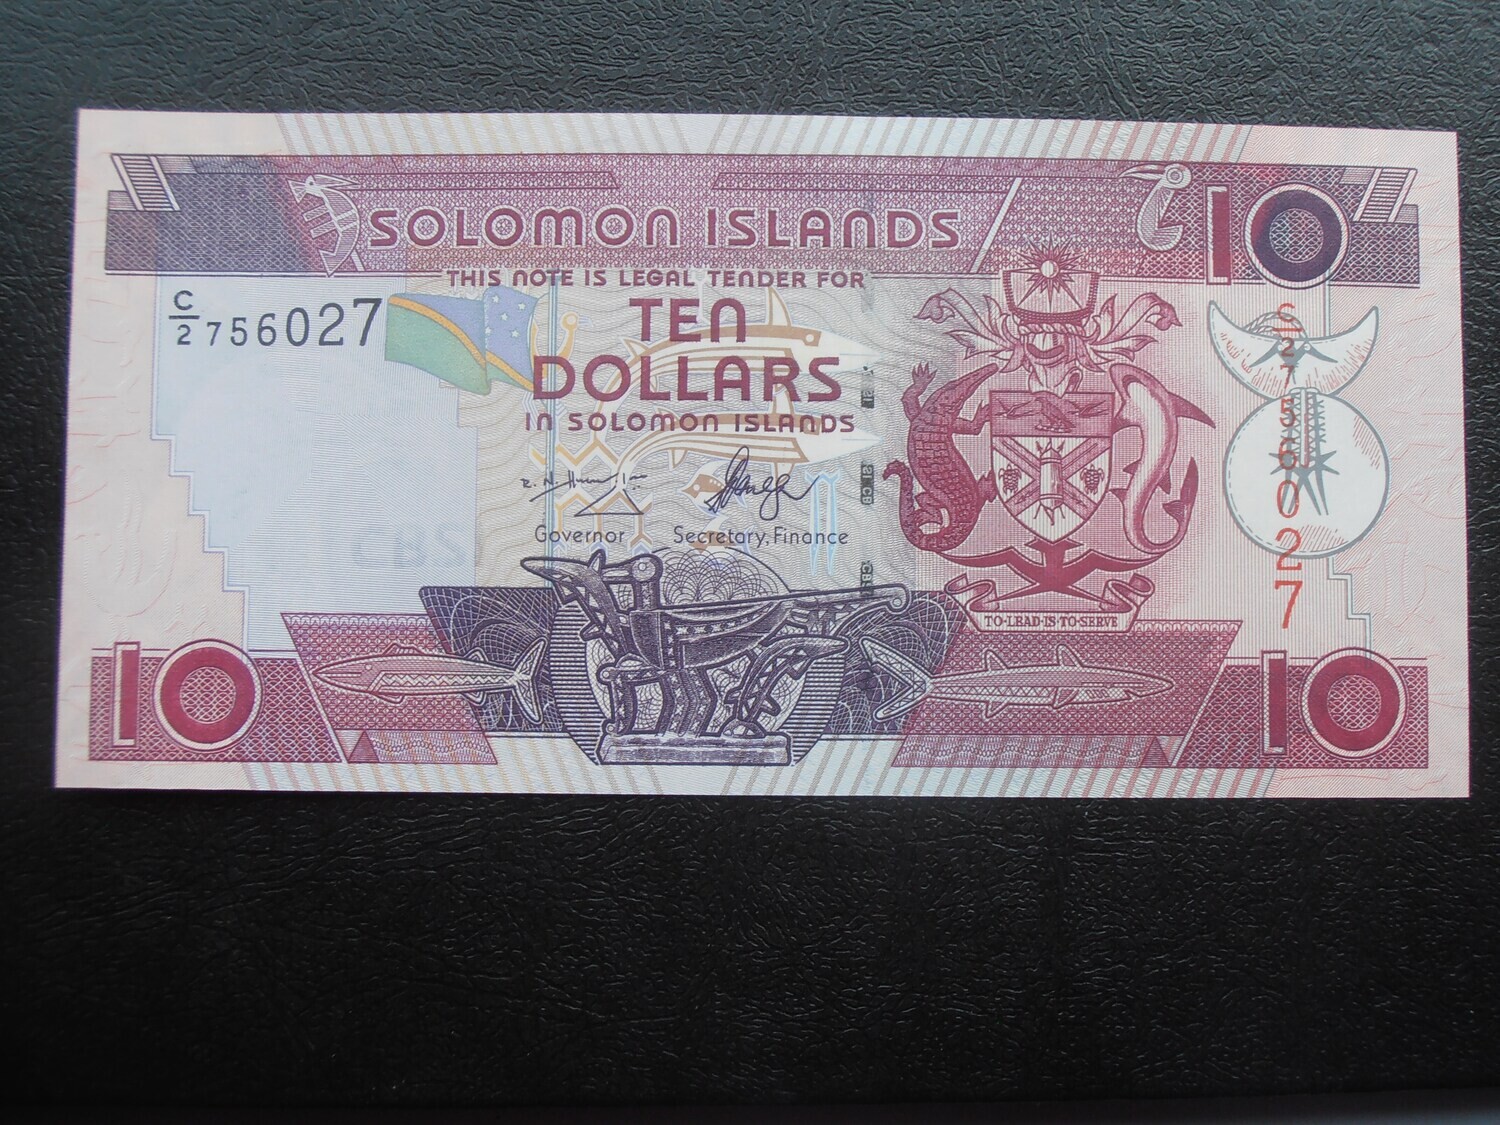 SOLOMON ISLANDS
10
THIS NOTE IS LEGAL TENDER FOR
TEN
DOLLARS
IN SOLOMON ISLANDS
C/2 756027
C/2 756027
CBS
Governor
Secretary, Finance
TO·LEAD·IS·TO·SERVE
10
10